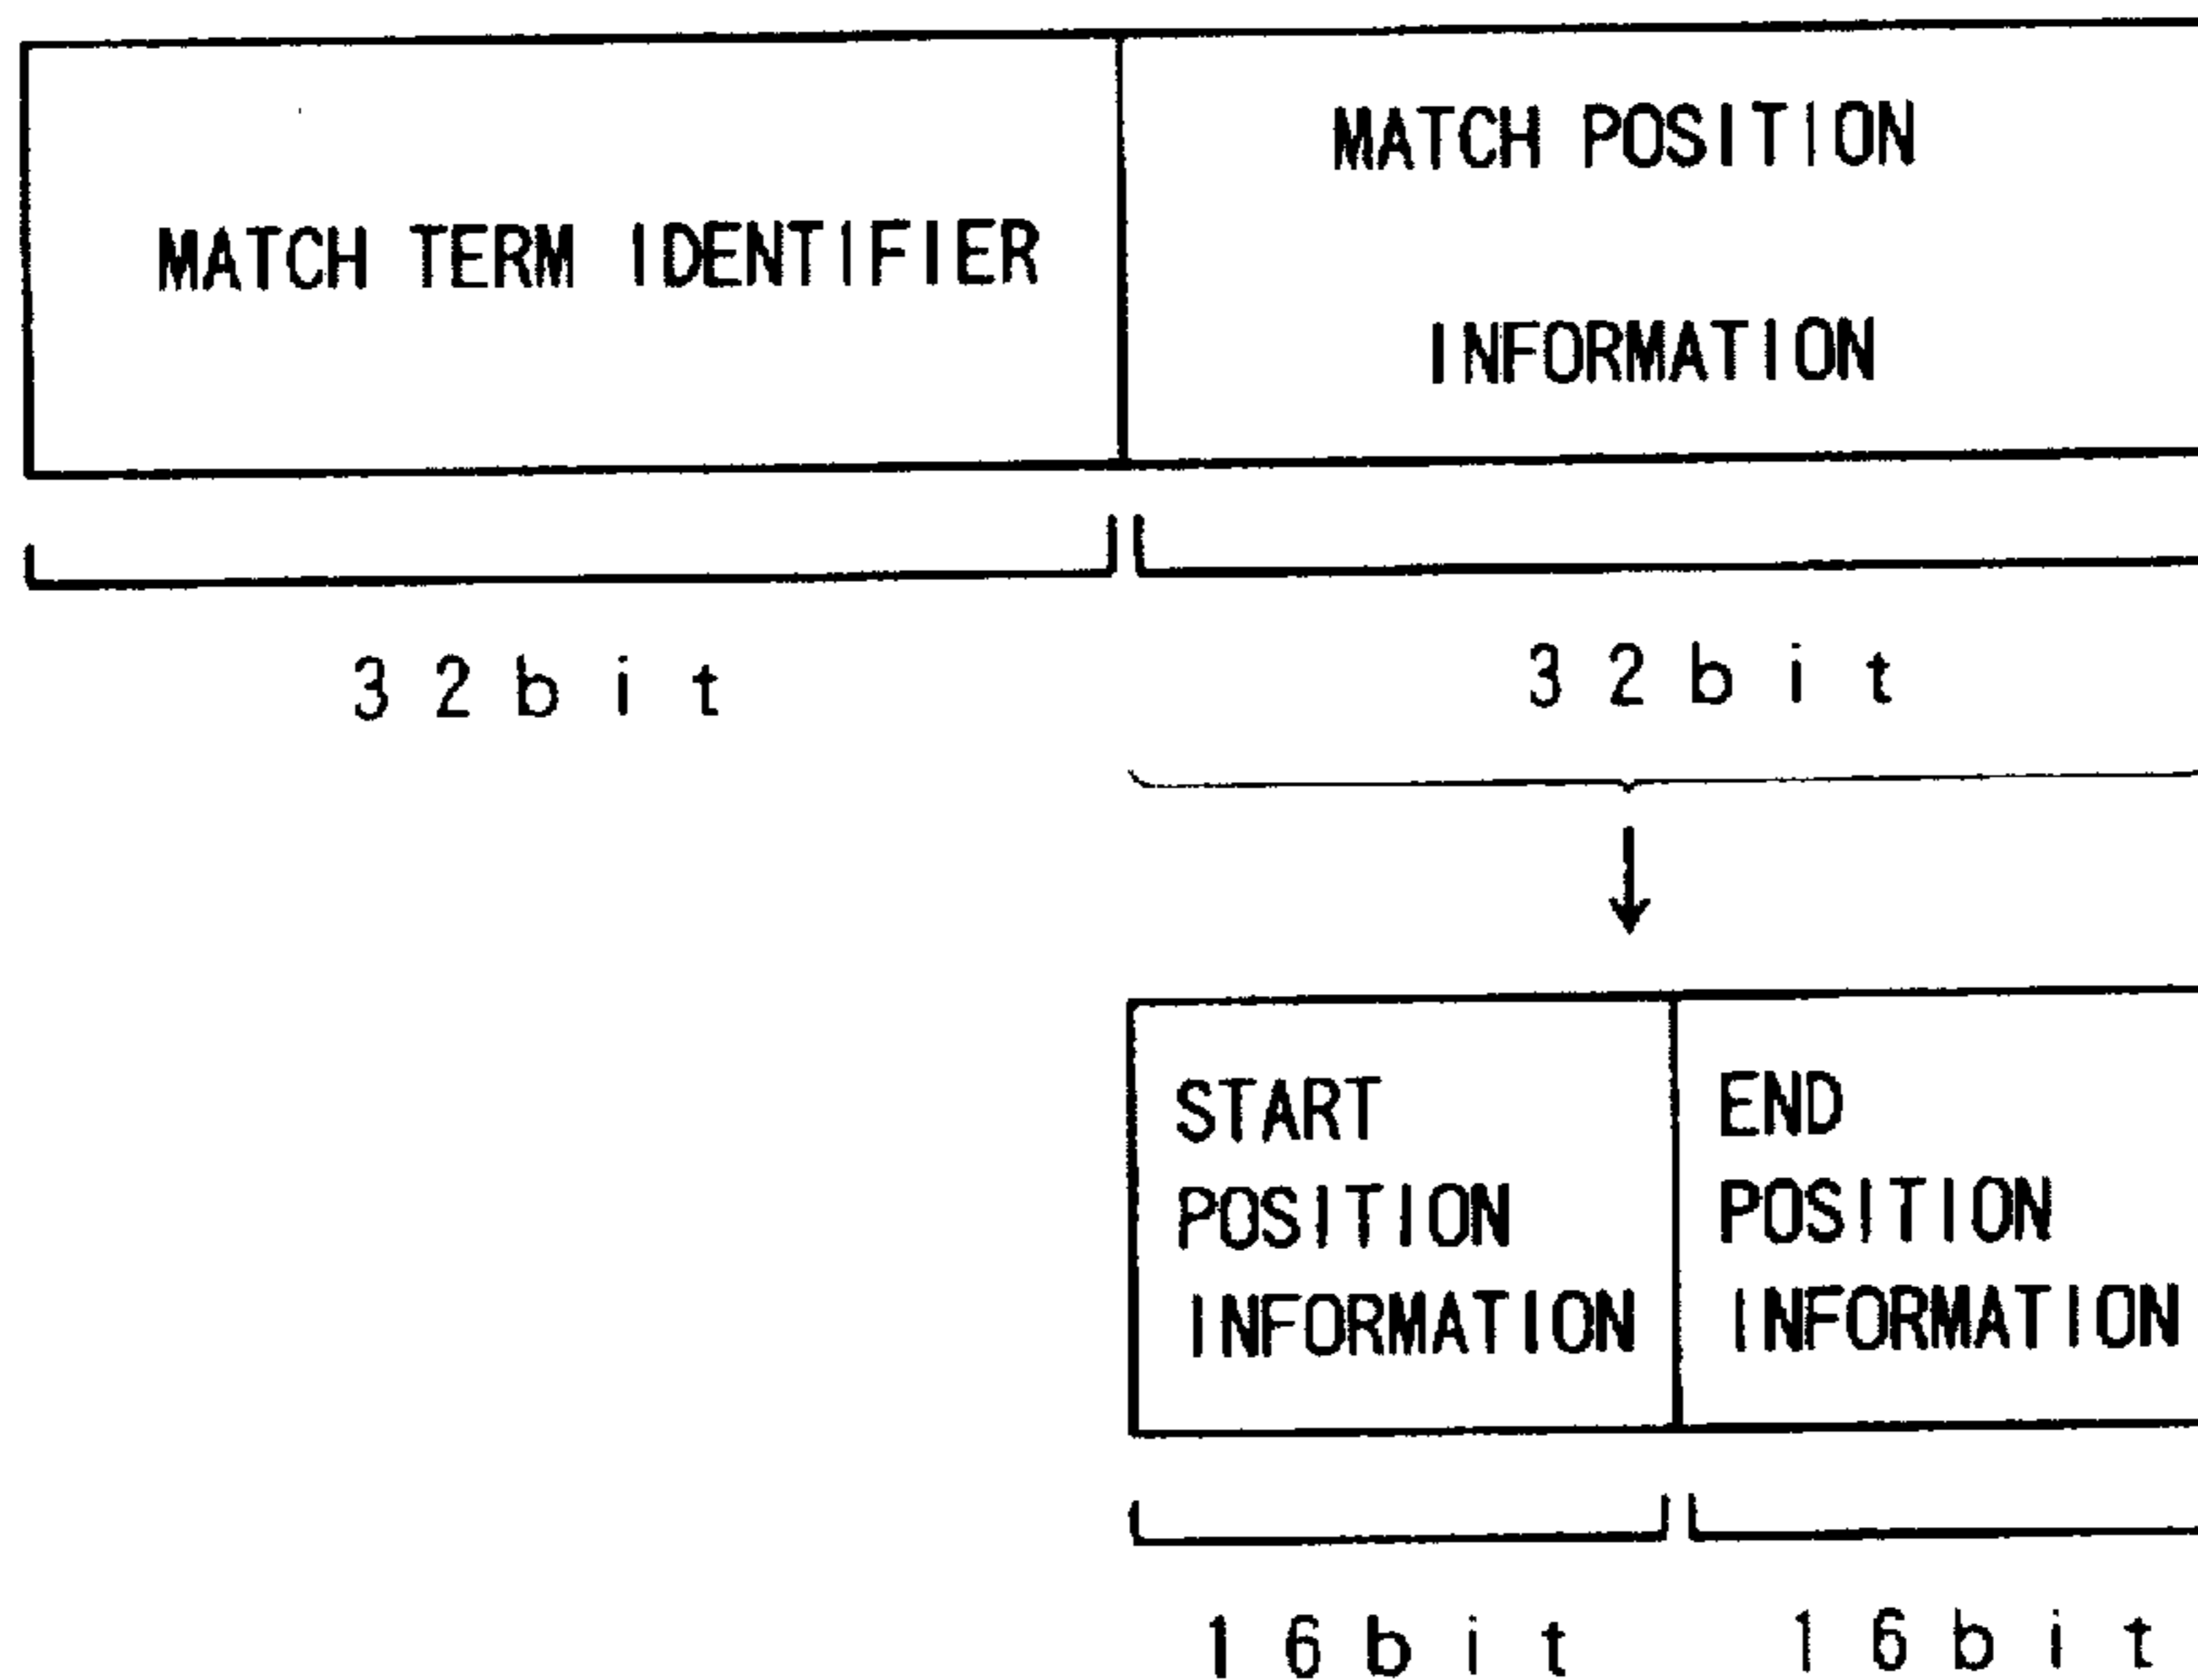 MATCH TERM IDENTIFIER
MATCH POSITION
INFORMATION
32bit
32bit
START
POSITION
INFORMATION
END
POSITION
INFORMATION
16bit
16bit